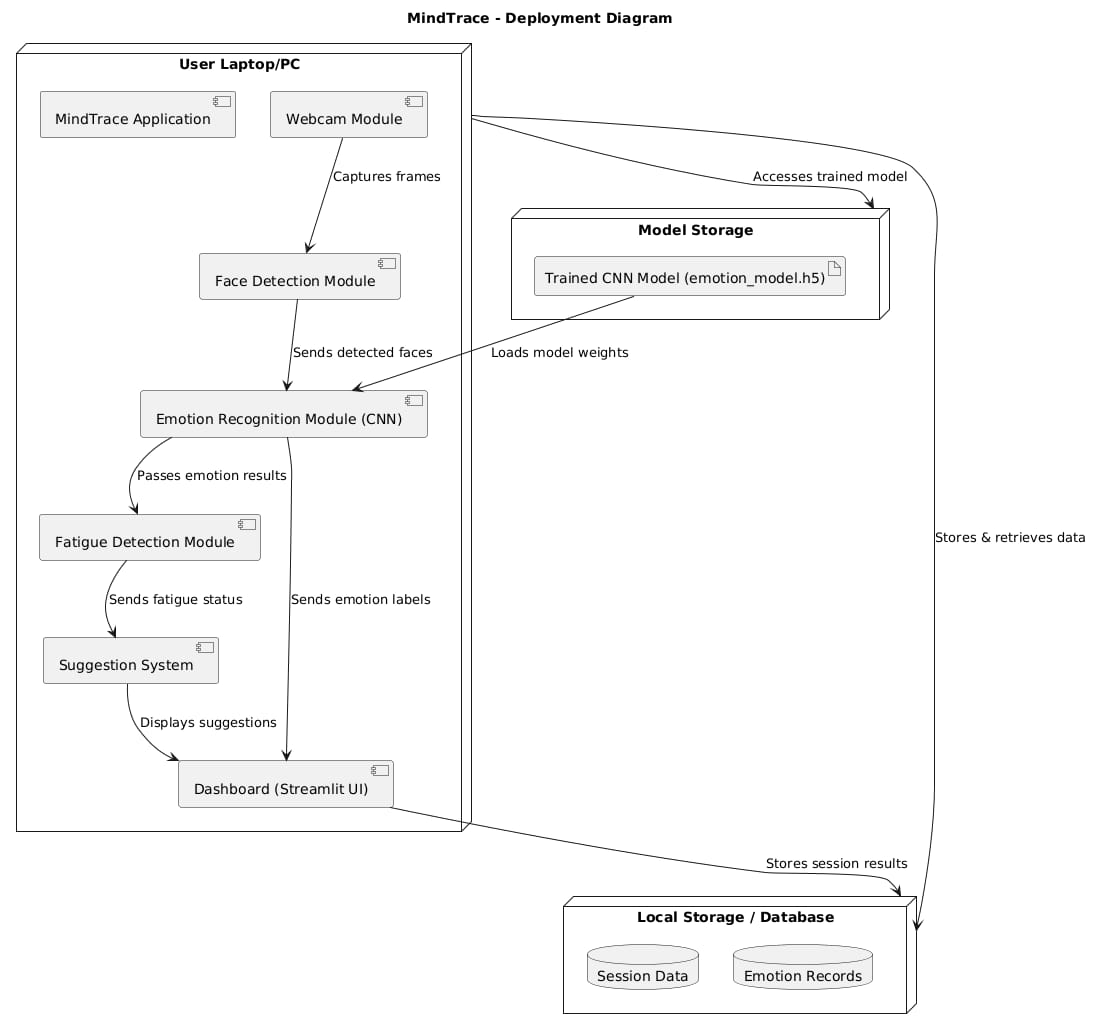 MindTrace - Deployment Diagram
User Laptop/PC
MindTrace Application
Webcam Module
Captures frames
Accesses trained model
Model Storage
Trained CNN Model (emotion_model.h5)
Face Detection Module
Sends detected faces
Loads model weights
Emotion Recognition Module (CNN)
Passes emotion results
Fatigue Detection Module
Stores & retrieves data
Sends fatigue status
Sends emotion labels
Suggestion System
Displays suggestions
Dashboard (Streamlit UI)
Stores session results
Local Storage / Database
Session Data
Emotion Records